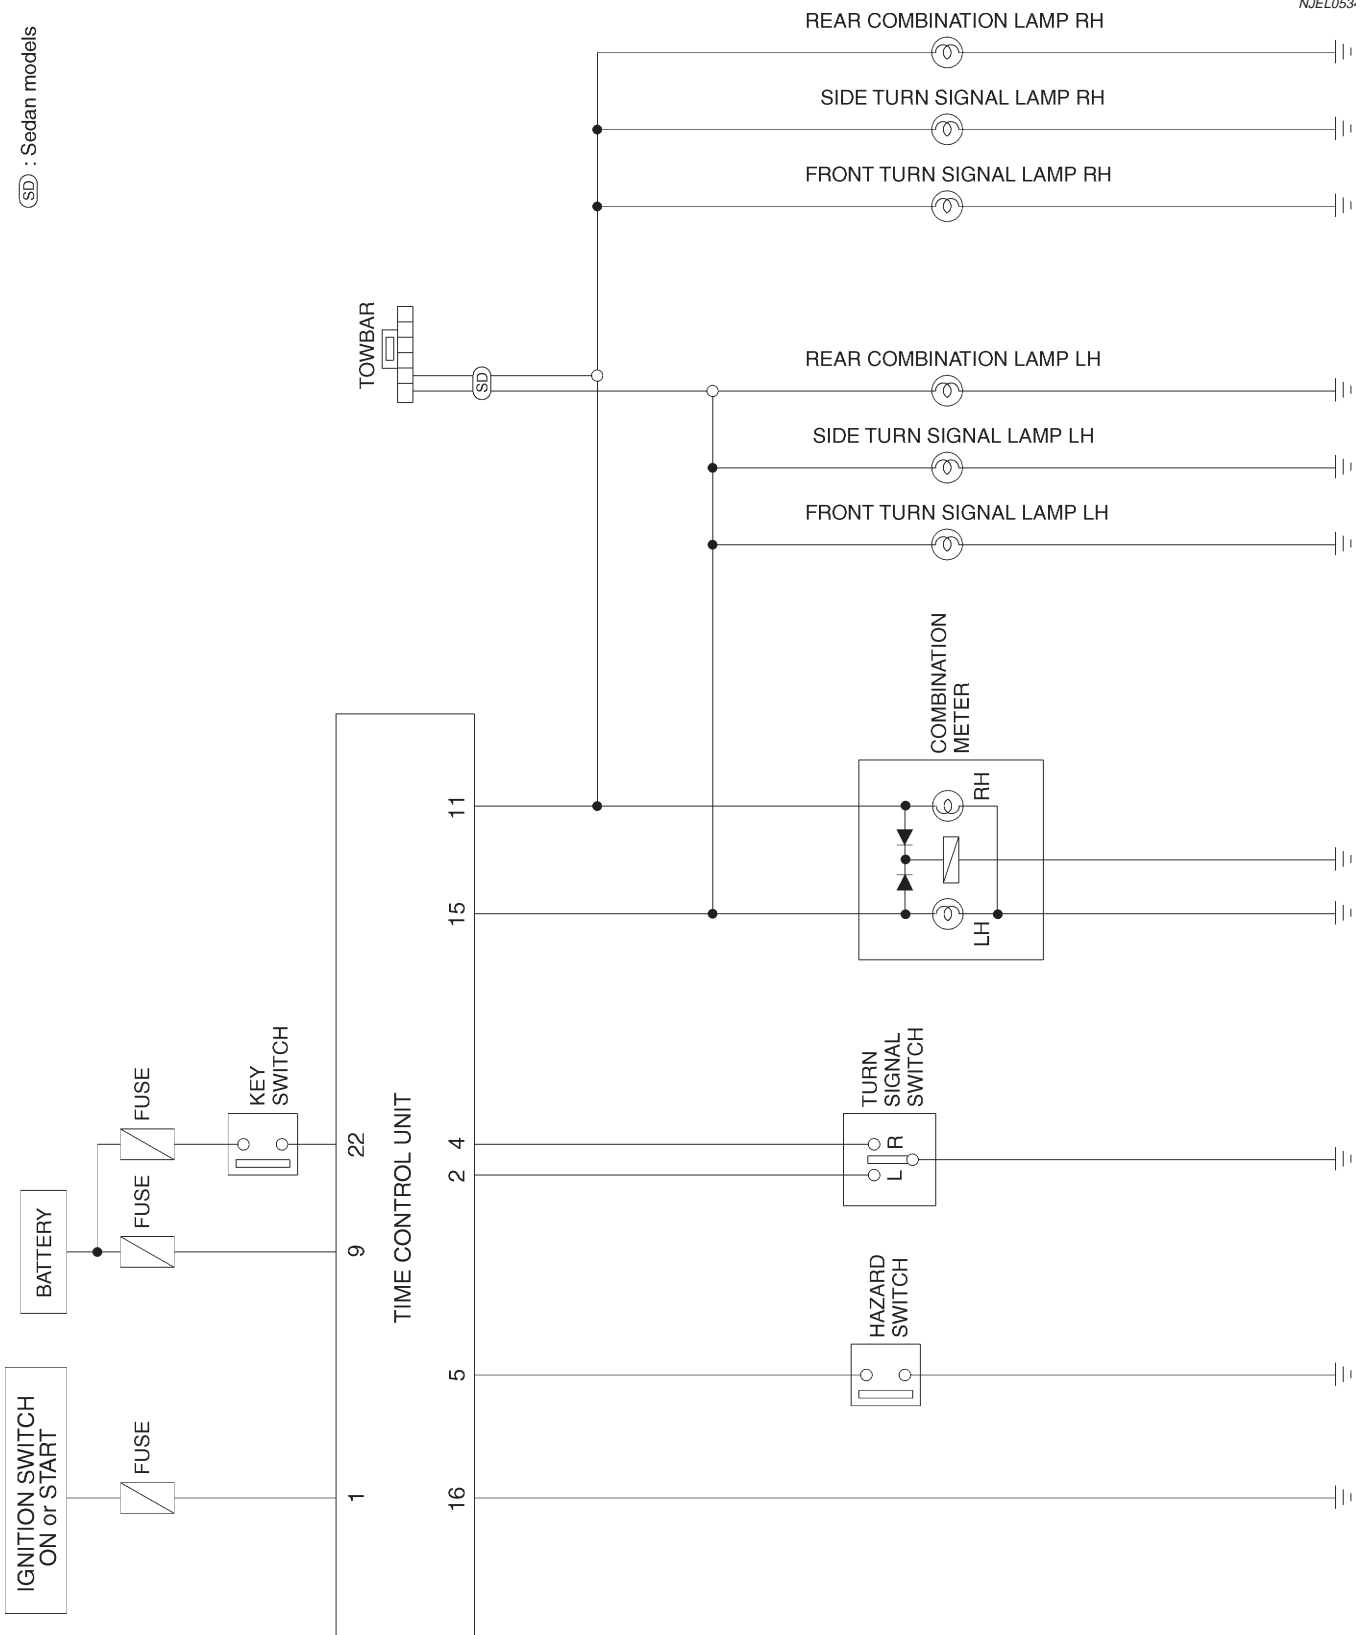 NJEL0534
SD : Sedan models
REAR COMBINATION LAMP RH
SIDE TURN SIGNAL LAMP RH
FRONT TURN SIGNAL LAMP RH
TOWBAR
SD
REAR COMBINATION LAMP LH
SIDE TURN SIGNAL LAMP LH
FRONT TURN SIGNAL LAMP LH
COMBINATION
METER
RH
LH
11
15
TIME CONTROL UNIT
FUSE
KEY
SWITCH
22
4
2
TURN
SIGNAL
SWITCH
R
L
BATTERY
FUSE
9
HAZARD
SWITCH
5
IGNITION SWITCH
ON or START
FUSE
1
16